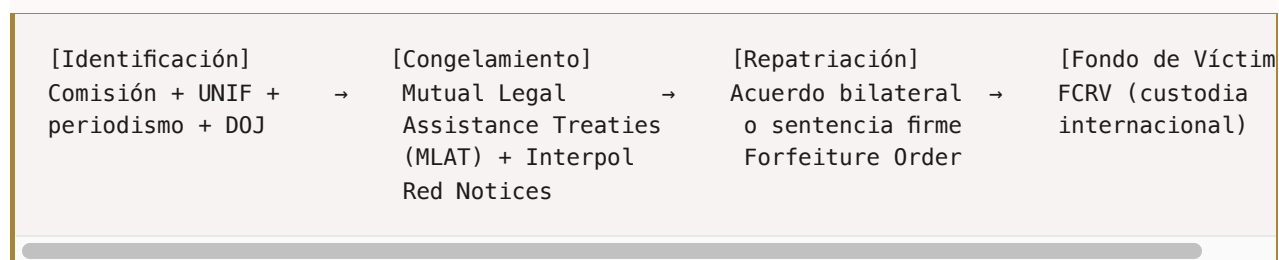 [Identificación] [Congelamiento] [Repatriación] [Fondo de Víctim
Comisión + UNIF + → Mutual Legal → Acuerdo bilateral → FCRV (custodia
periodismo + DOJ Assistance Treaties o sentencia firme internacional)
(MLAT) + Interpol Forfeiture Order
Red Notices